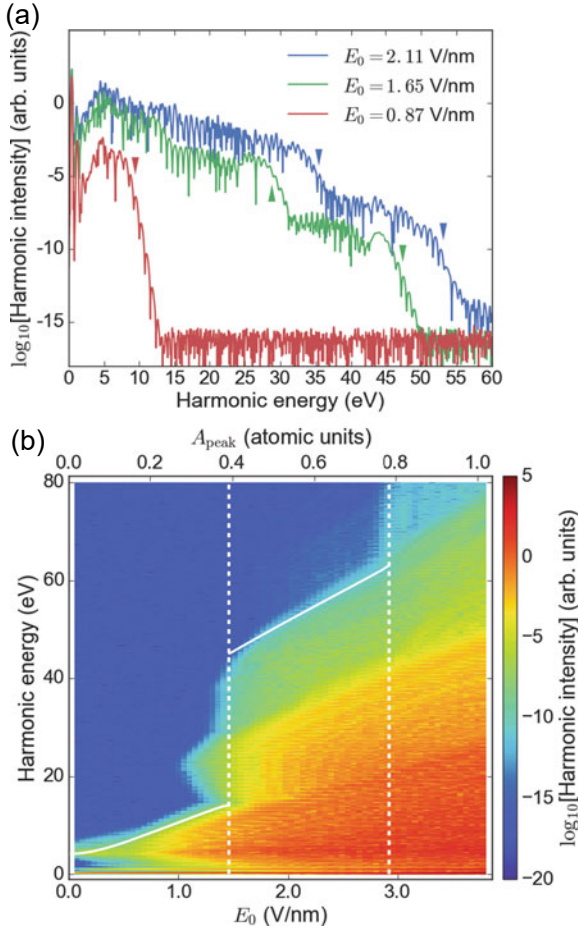 (a)
log₁₀[Harmonic intensity] (arb. units)
0
-5
-10
-15
E₀ = 2.11 V/nm
E₀ = 1.65 V/nm
E₀ = 0.87 V/nm
0 5 10 15 20 25 30 35 40 45 50 55 60
Harmonic energy (eV)
(b)
A_peak (atomic units)
0.0 0.2 0.4 0.6 0.8 1.0
Harmonic energy (eV)
80
60
40
20
0
0.0 1.0 2.0 3.0
E₀ (V/nm)
5
0
-5
-10
-15
-20
log₁₀[Harmonic intensity] (arb. units)